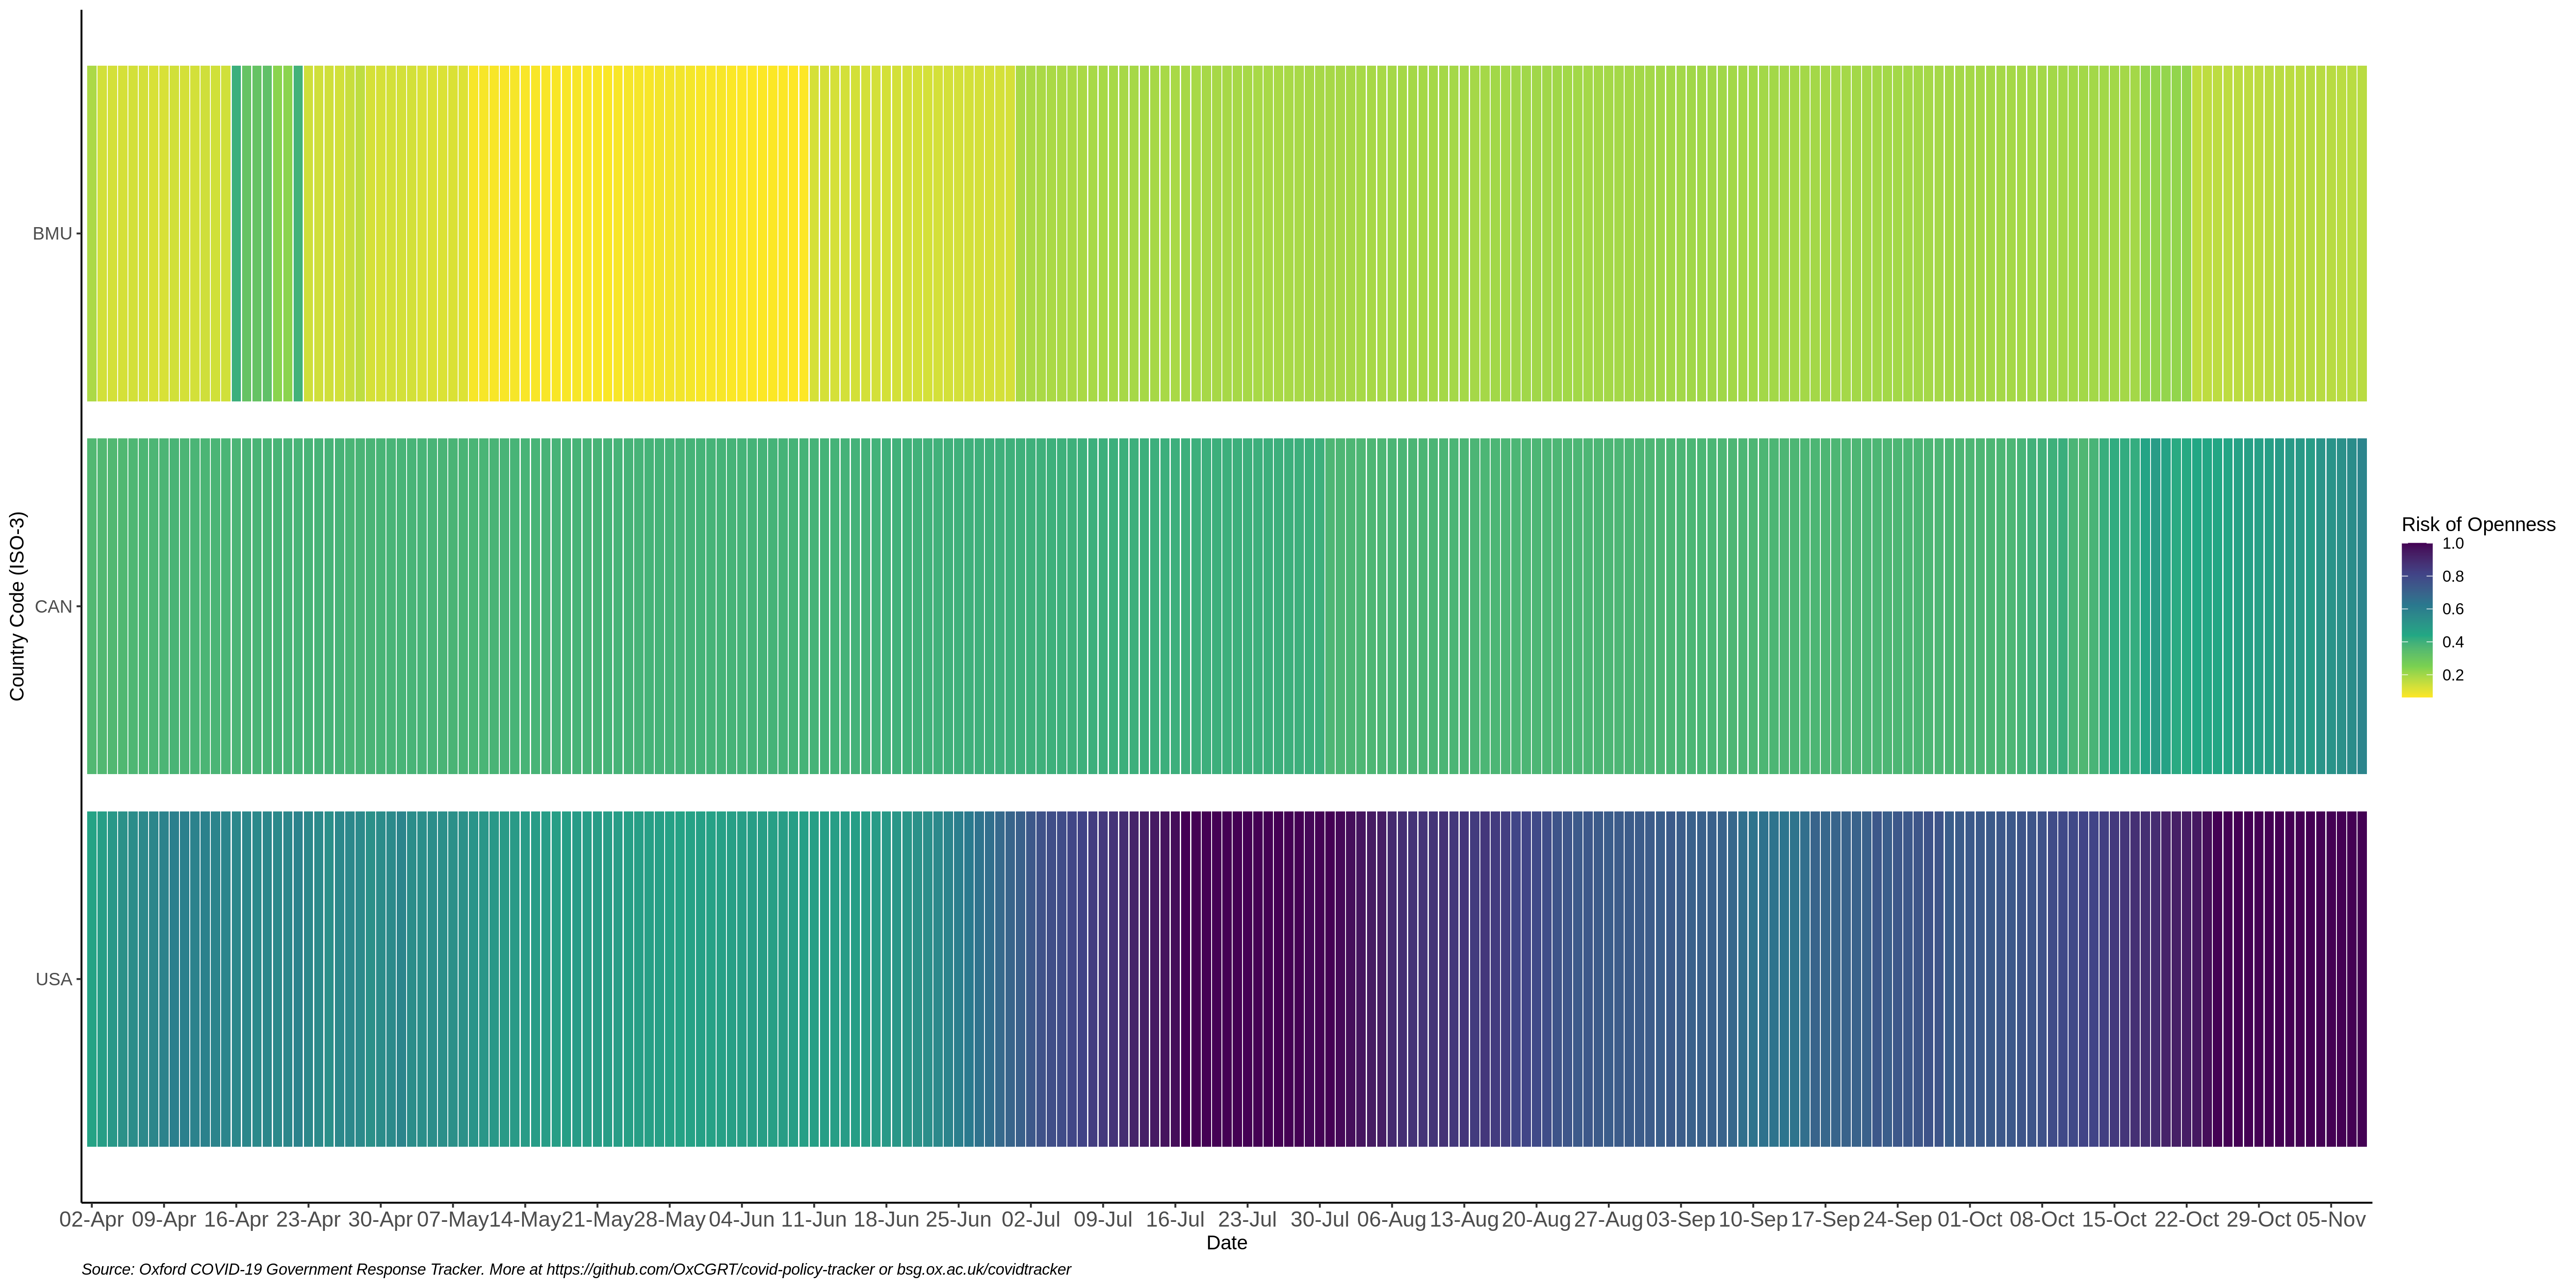 BMU
CAN
USA
Country Code (ISO-3)
Risk of Openness
1.0
0.8
0.6
0.4
0.2
02-Apr 09-Apr 16-Apr 23-Apr 30-Apr 07-May 14-May 21-May 28-May 04-Jun 11-Jun 18-Jun 25-Jun 02-Jul 09-Jul 16-Jul 23-Jul 30-Jul 06-Aug 13-Aug 20-Aug 27-Aug 03-Sep 10-Sep 17-Sep 24-Sep 01-Oct 08-Oct 15-Oct 22-Oct 29-Oct 05-Nov
Date
Source: Oxford COVID-19 Government Response Tracker. More at https://github.com/OxCGRT/covid-policy-tracker or bsg.ox.ac.uk/covidtracker